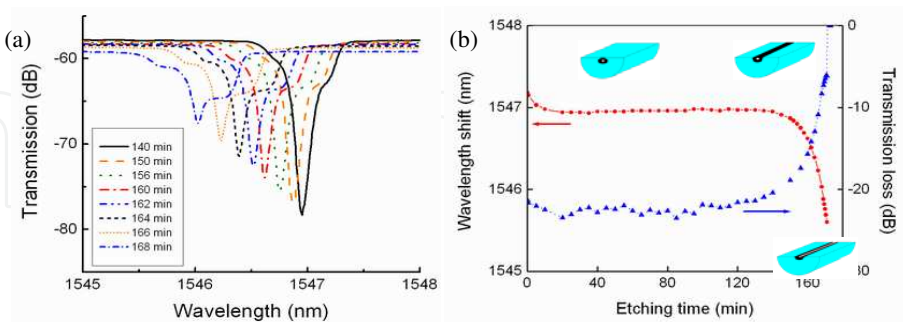 (a)
Transmission (dB)
-60
-70
-80
140 min
150 min
156 min
160 min
162 min
164 min
166 min
168 min
1545
1546
1547
1548
Wavelength (nm)
(b)
Wavelength shift (nm)
1548
1547
1546
1545
0
-10
-20
30
Transmission loss (dB)
0
40
80
120
160
Etching time (min)